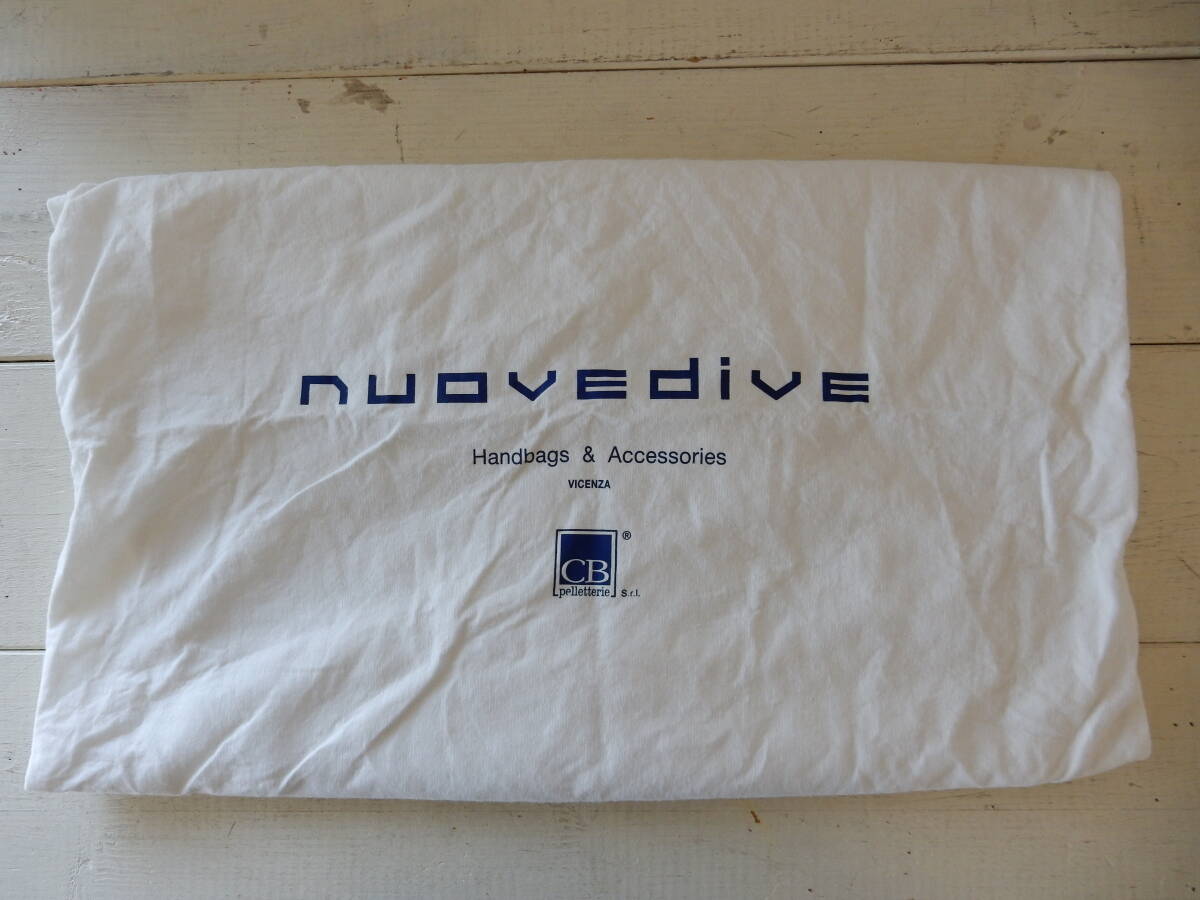 nuovedive
Handbags & Accessories
VICENZA
CB ®
pelletterie S.r.l.